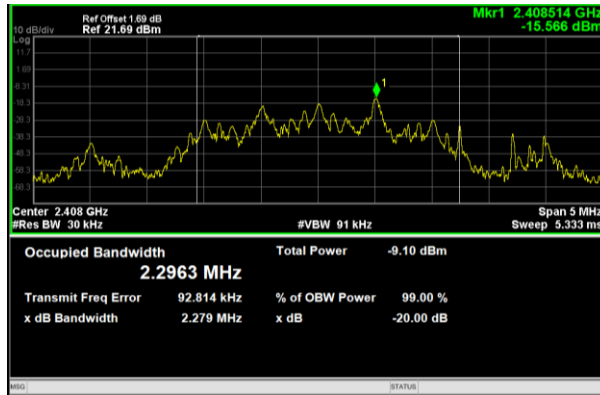 Ref Offset 1.69 dB
Mkr1 2.408514 GHz
10 dB/div Ref 21.69 dBm
-15.566 dBm
Log
11.7
1.69
-8.31
-18.3
-28.3
-38.3
-48.3
-58.3
-68.3
1
Center 2.408 GHz
Span 5 MHz
#Res BW 30 kHz
#VBW 91 kHz
Sweep 5.333 ms
Occupied Bandwidth
Total Power -9.10 dBm
2.2963 MHz
Transmit Freq Error 92.814 kHz
% of OBW Power 99.00 %
x dB Bandwidth 2.279 MHz
x dB -20.00 dB
MSG
STATUS